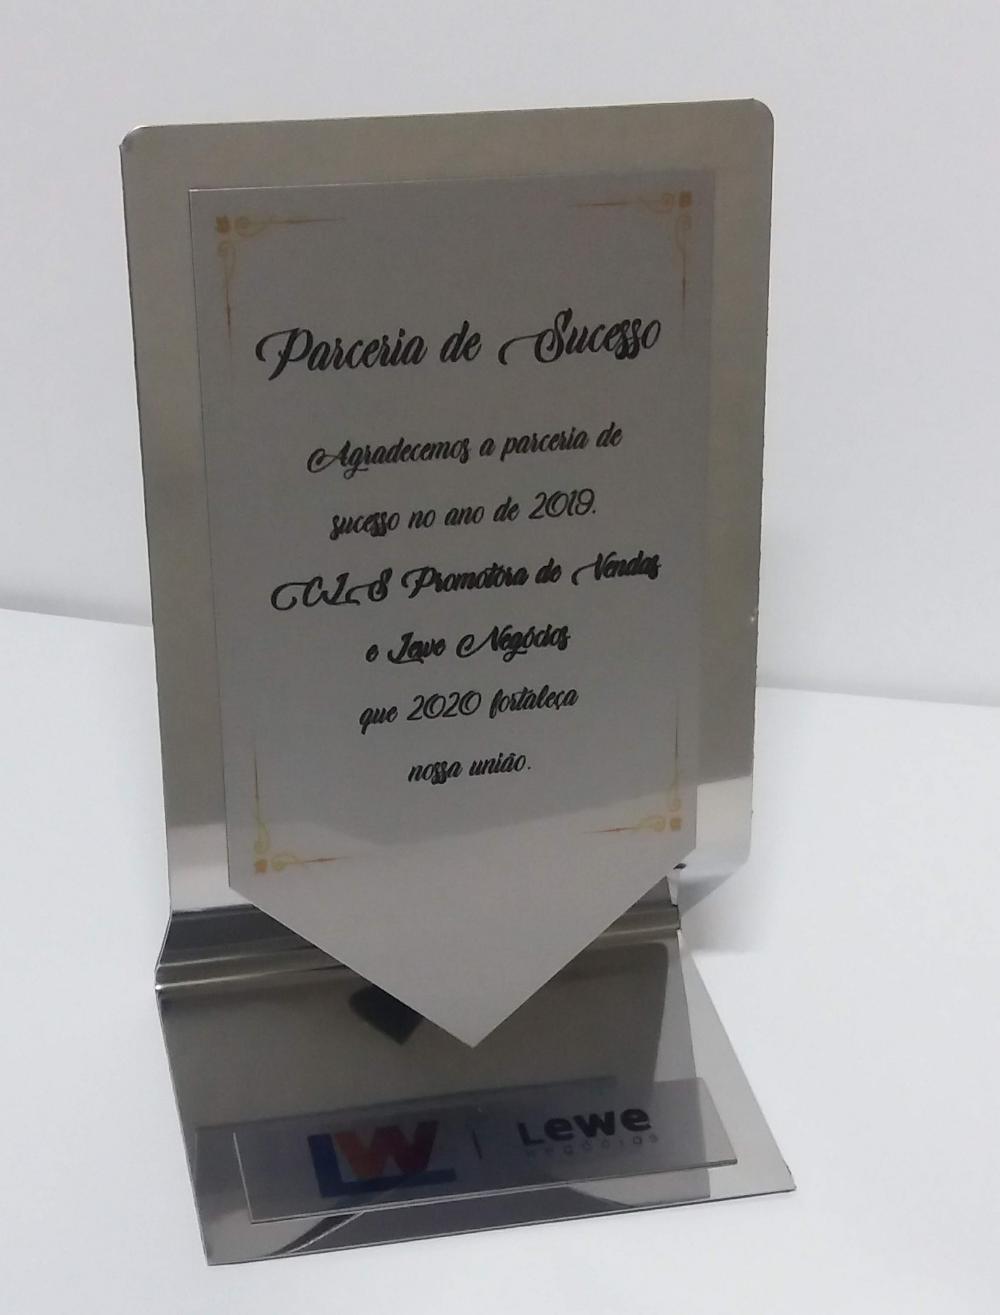 Parceria de Sucesso
Agradecemos a parceria de
sucesso no ano de 2019.
CLS Promotora de Vendas
e Lewe Negócios
que 2020 fortaleça
nossa união.
LW | Lewe
negócios